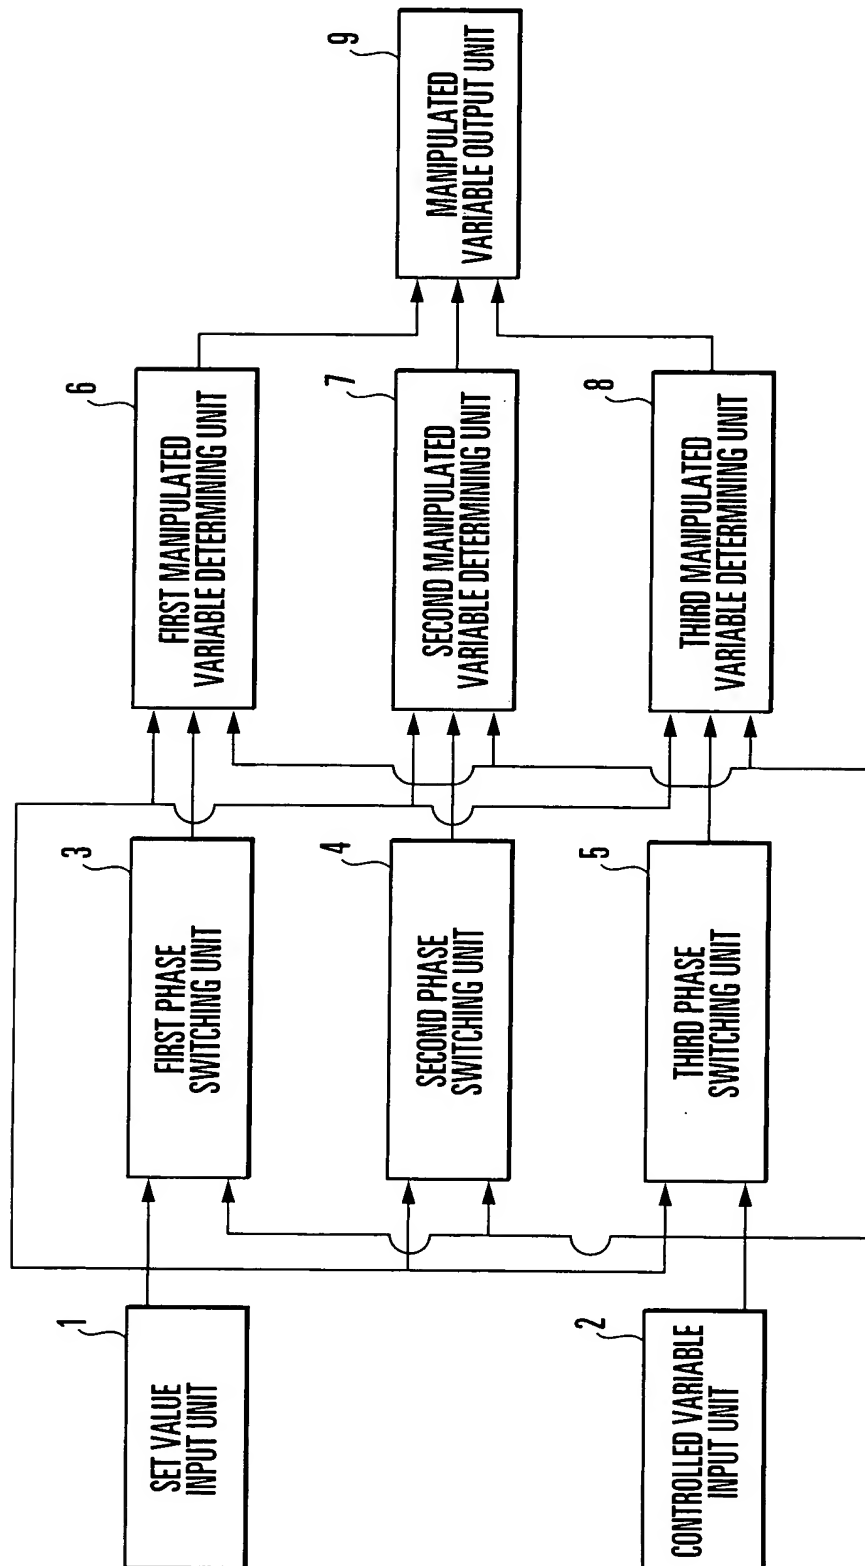 1
SET VALUE
INPUT UNIT
2
CONTROLLED VARIABLE
INPUT UNIT
3
FIRST PHASE
SWITCHING UNIT
4
SECOND PHASE
SWITCHING UNIT
5
THIRD PHASE
SWITCHING UNIT
6
FIRST MANIPULATED
VARIABLE DETERMINING UNIT
7
SECOND MANIPULATED
VARIABLE DETERMINING UNIT
8
THIRD MANIPULATED
VARIABLE DETERMINING UNIT
9
MANIPULATED
VARIABLE OUTPUT UNIT